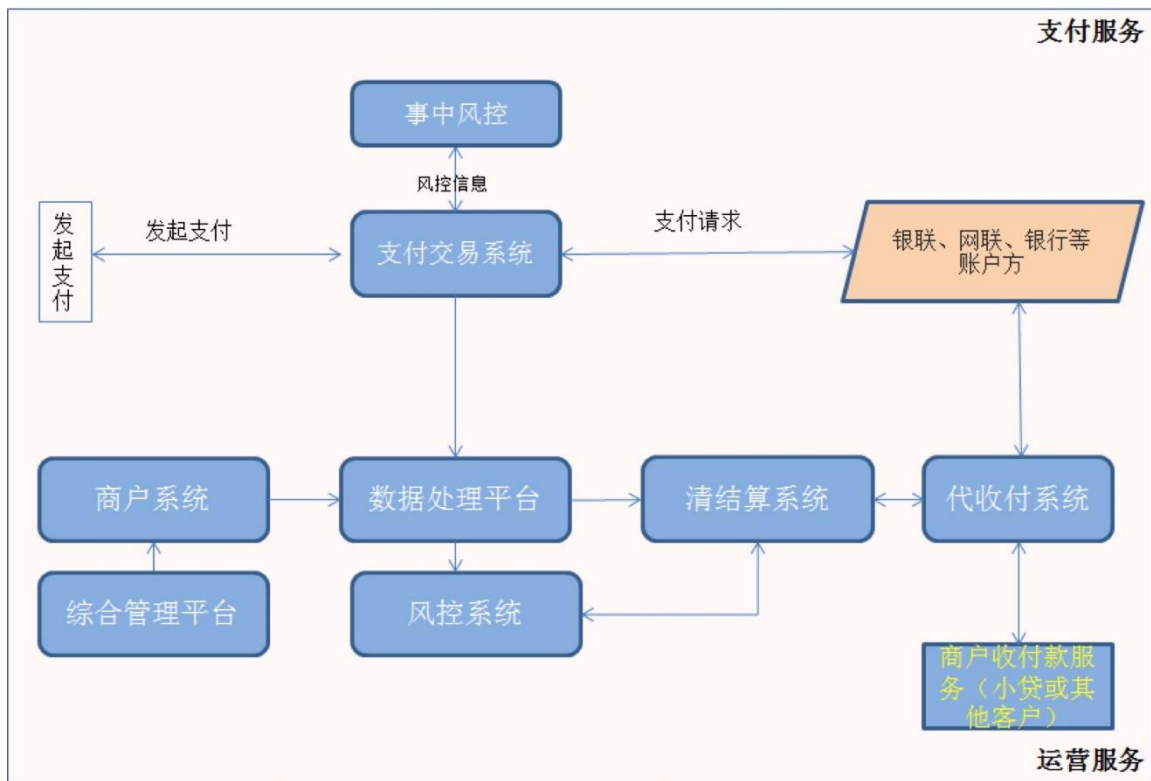 支付服务
事中风控
风控信息
发起支付
发起支付
支付交易系统
支付请求
银联、网联、银行等
账户方
商户系统
数据处理平台
清结算系统
代收付系统
综合管理平台
风控系统
商户收付款服
务（小贷或其
他客户）
运营服务